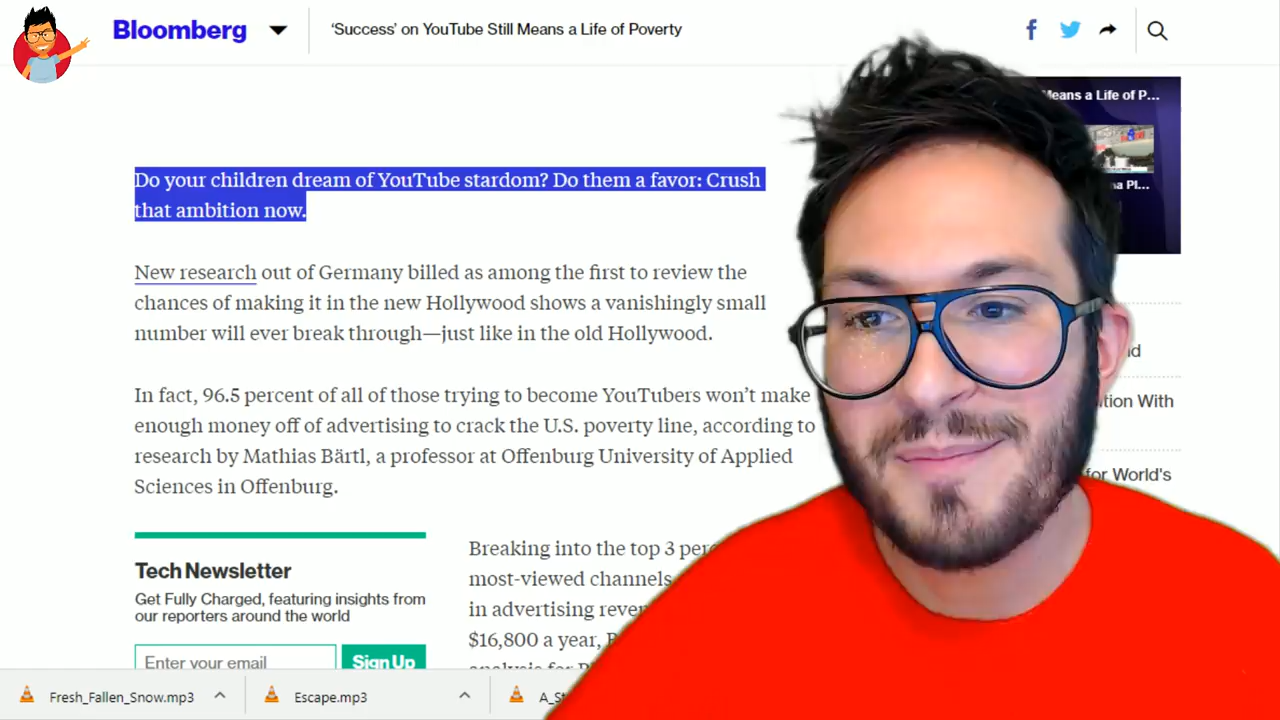 Bloomberg
'Success' on YouTube Still Means a Life of Poverty
Means a Life of P...
Pl...
Do your children dream of YouTube stardom? Do them a favor: Crush
that ambition now.
New research out of Germany billed as among the first to review the
chances of making it in the new Hollywood shows a vanishingly small
number will ever break through—just like in the old Hollywood.
In fact, 96.5 percent of all of those trying to become YouTubers won't make
enough money off of advertising to crack the U.S. poverty line, according to
research by Mathias Bärtl, a professor at Offenburg University of Applied
Sciences in Offenburg.
With
for World's
Tech Newsletter
Get Fully Charged, featuring insights from
our reporters around the world
Enter your email
Sign Up
Breaking into the top 3
most-viewed channels
in advertising
$16,800 a year,
Fresh_Fallen_Snow.mp3
Escape.mp3